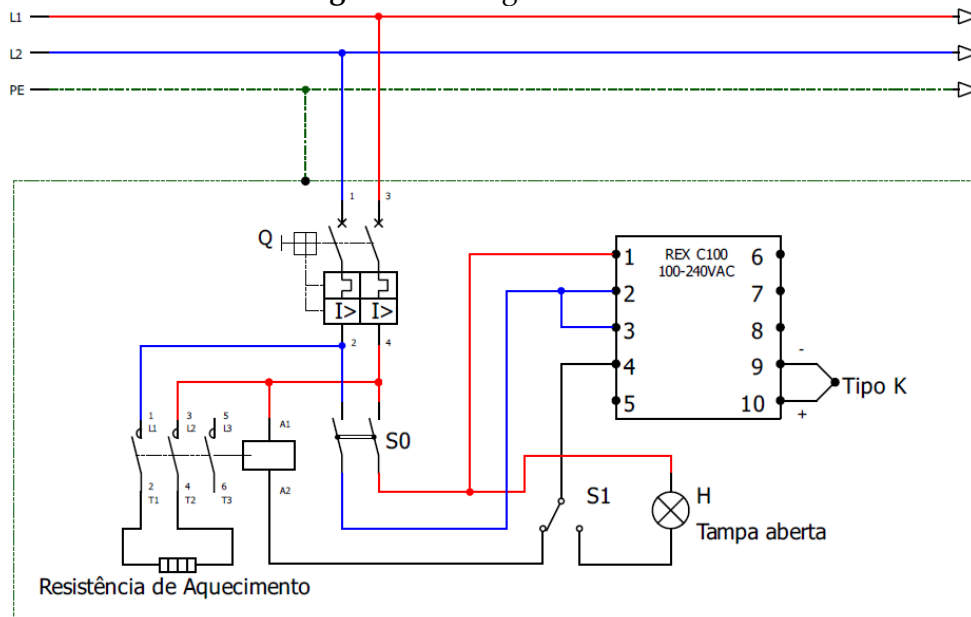 L1
L2
PE
1 3
Q
I> I>
2 4
REX C100
100-240VAC
1 6
2 7
3 8
4 9 -
5 10 +
Tipo K
1 3 5
L1 L2 L3
A1
S0
2 4 6
T1 T2 T3
A2
S1
H
Tampa aberta
Resistência de Aquecimento